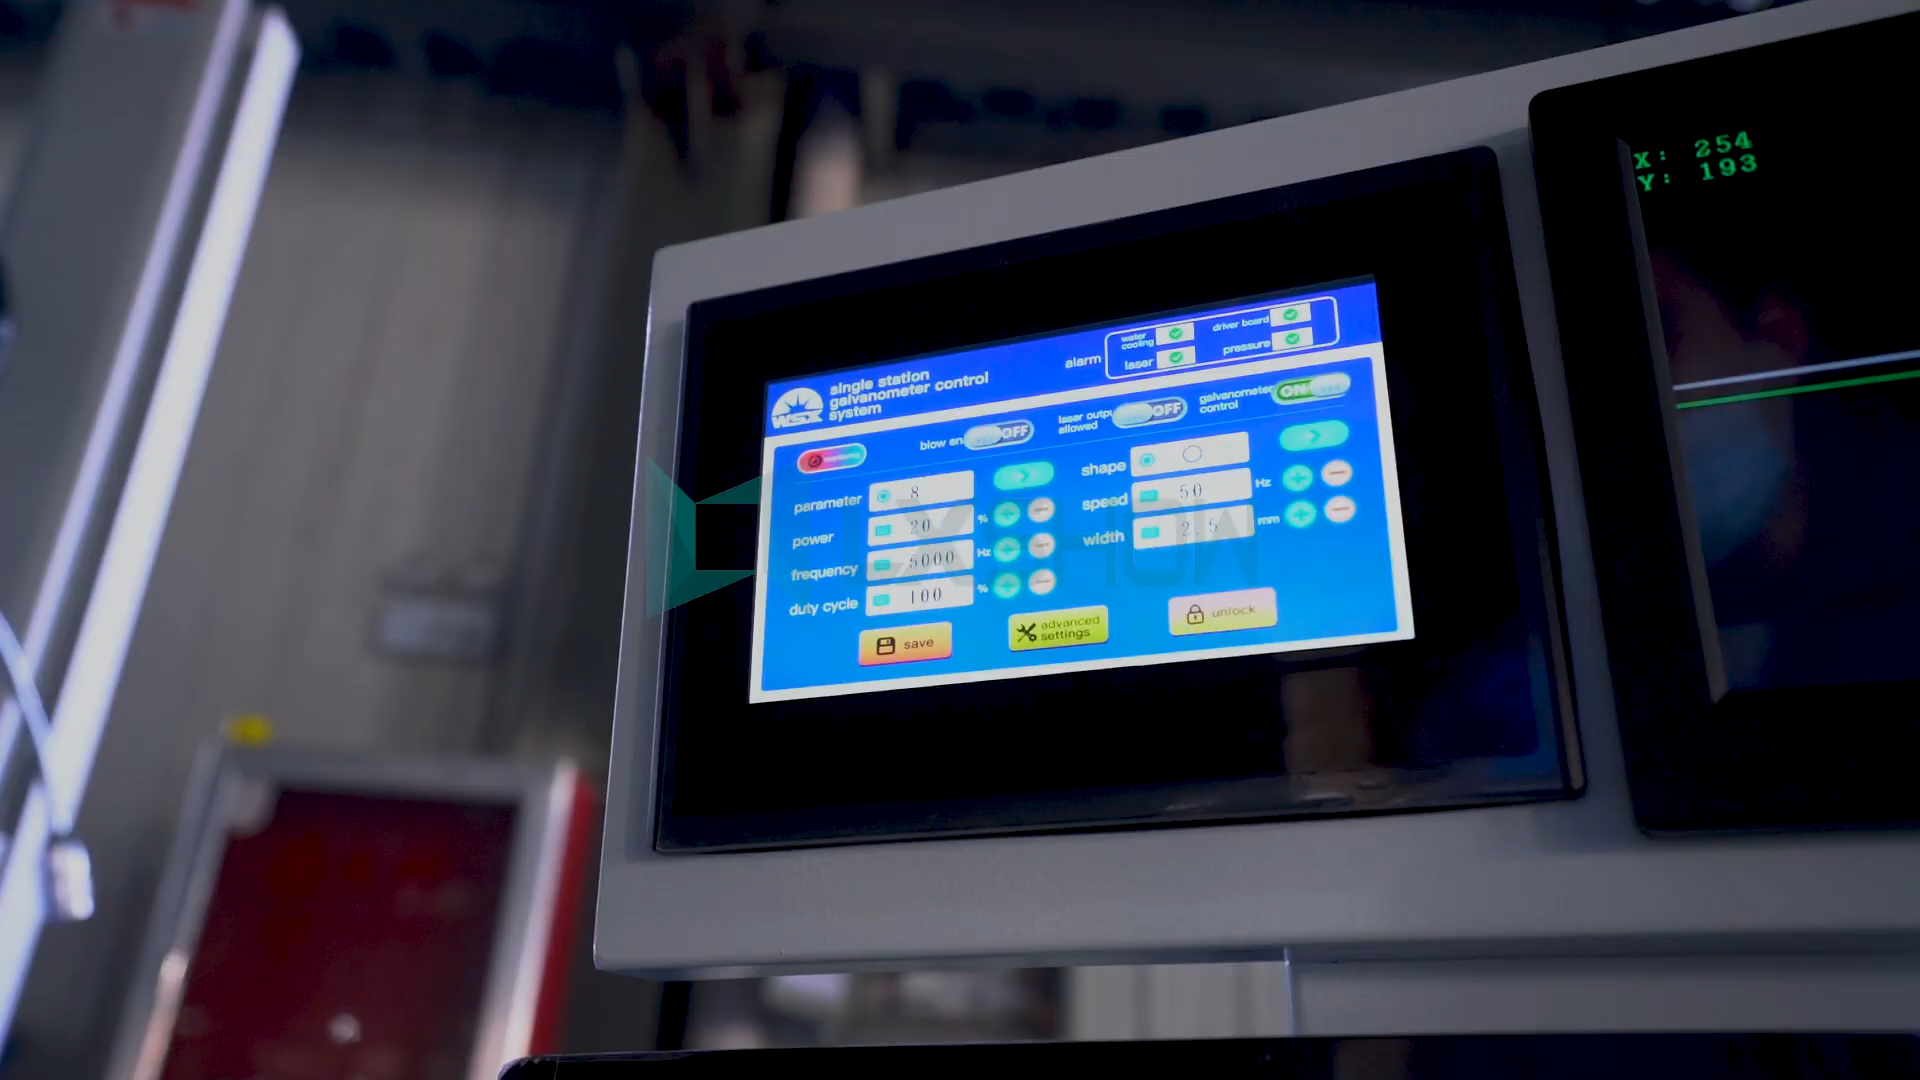 X: 254
Y: 193
WSX
single station
galvanometer control
system
alarm
water
cooling
driver board
laser
pressure
blow en
OFF
laser outpu
allowed
OFF
galvanometer
control
ON
parameter 8
power 20 %
frequency 5000 Hz
duty cycle 100 %
shape
speed 50 Hz
width 2.5 mm
save
advanced
settings
unlock